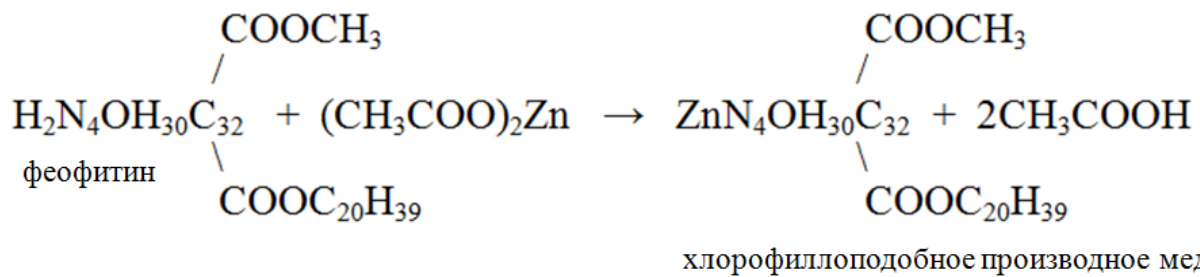 COOCH₃
/
H₂N₄OH₃₀C₃₂ + (CH₃COO)₂Zn → ZnN₄OH₃₀C₃₂ + 2CH₃COOH
\
феофитин
COOC₂₀H₃₉
COOCH₃
/
\
COOC₂₀H₃₉
хлорофиллоподобное производное мед